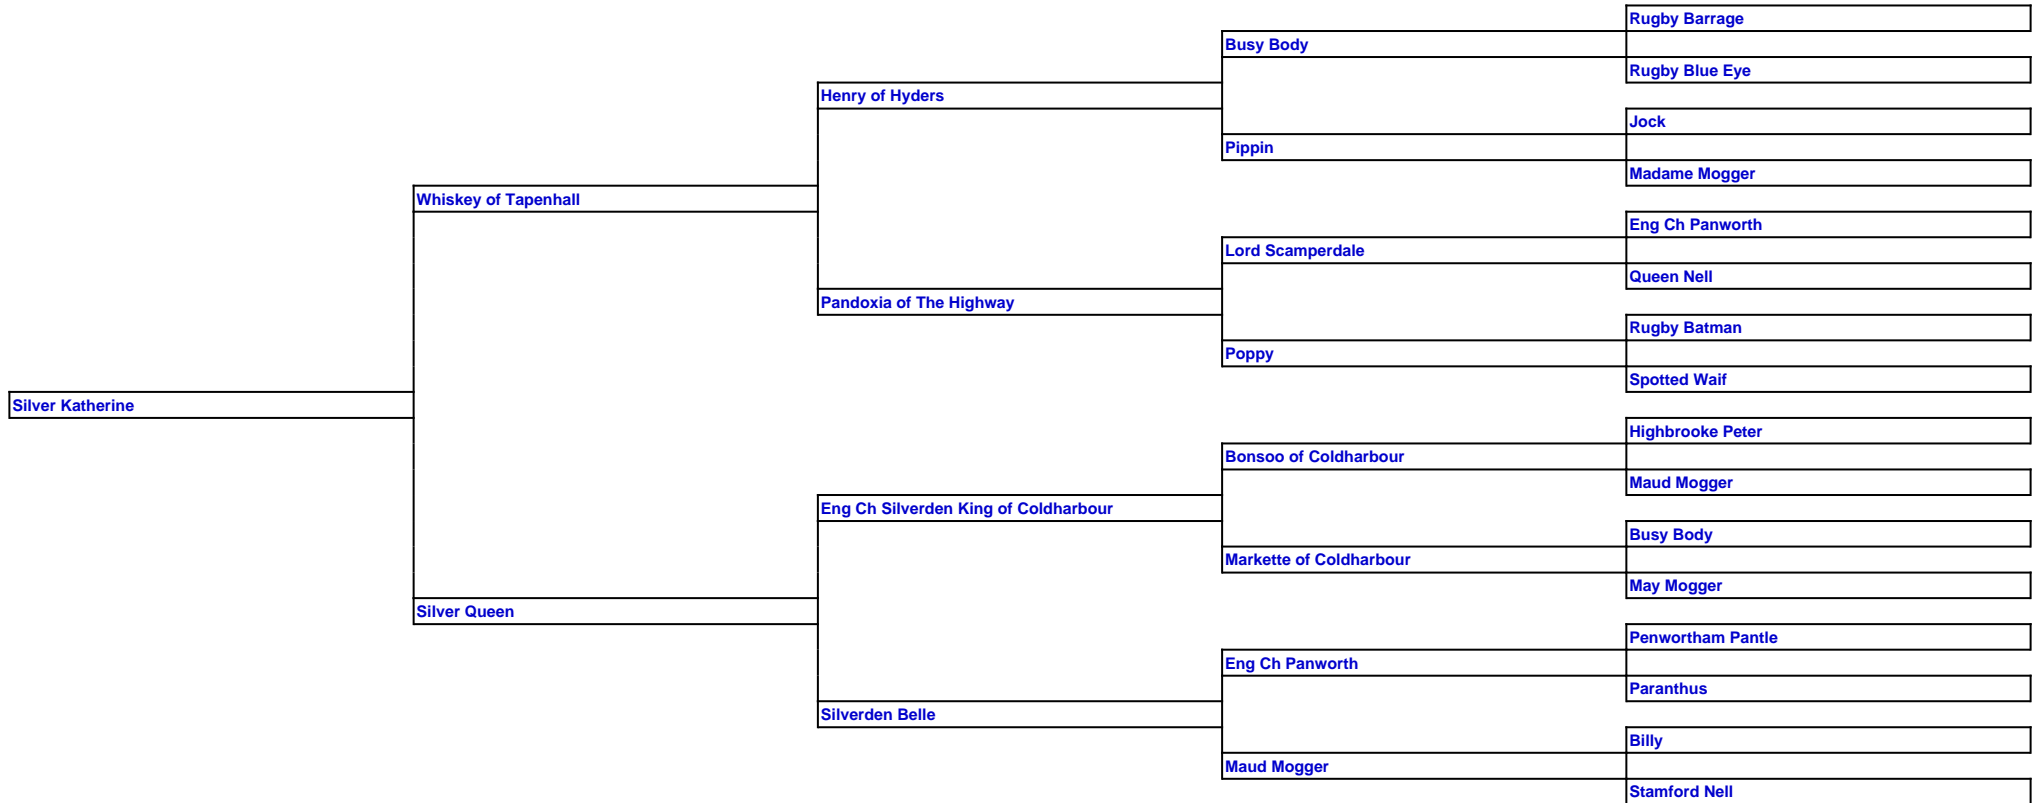 Rugby Barrage
Busy Body
Rugby Blue Eye
Henry of Hyders
Jock
Pippin
Madame Mogger
Whiskey of Tapenhall
Eng Ch Panworth
Lord Scamperdale
Queen Nell
Pandoxia of The Highway
Rugby Batman
Poppy
Spotted Waif
Silver Katherine
Highbrooke Peter
Bonsoo of Coldharbour
Maud Mogger
Eng Ch Silverden King of Coldharbour
Busy Body
Markette of Coldharbour
May Mogger
Silver Queen
Penwortham Pantle
Eng Ch Panworth
Paranthus
Silverden Belle
Billy
Maud Mogger
Stamford Nell